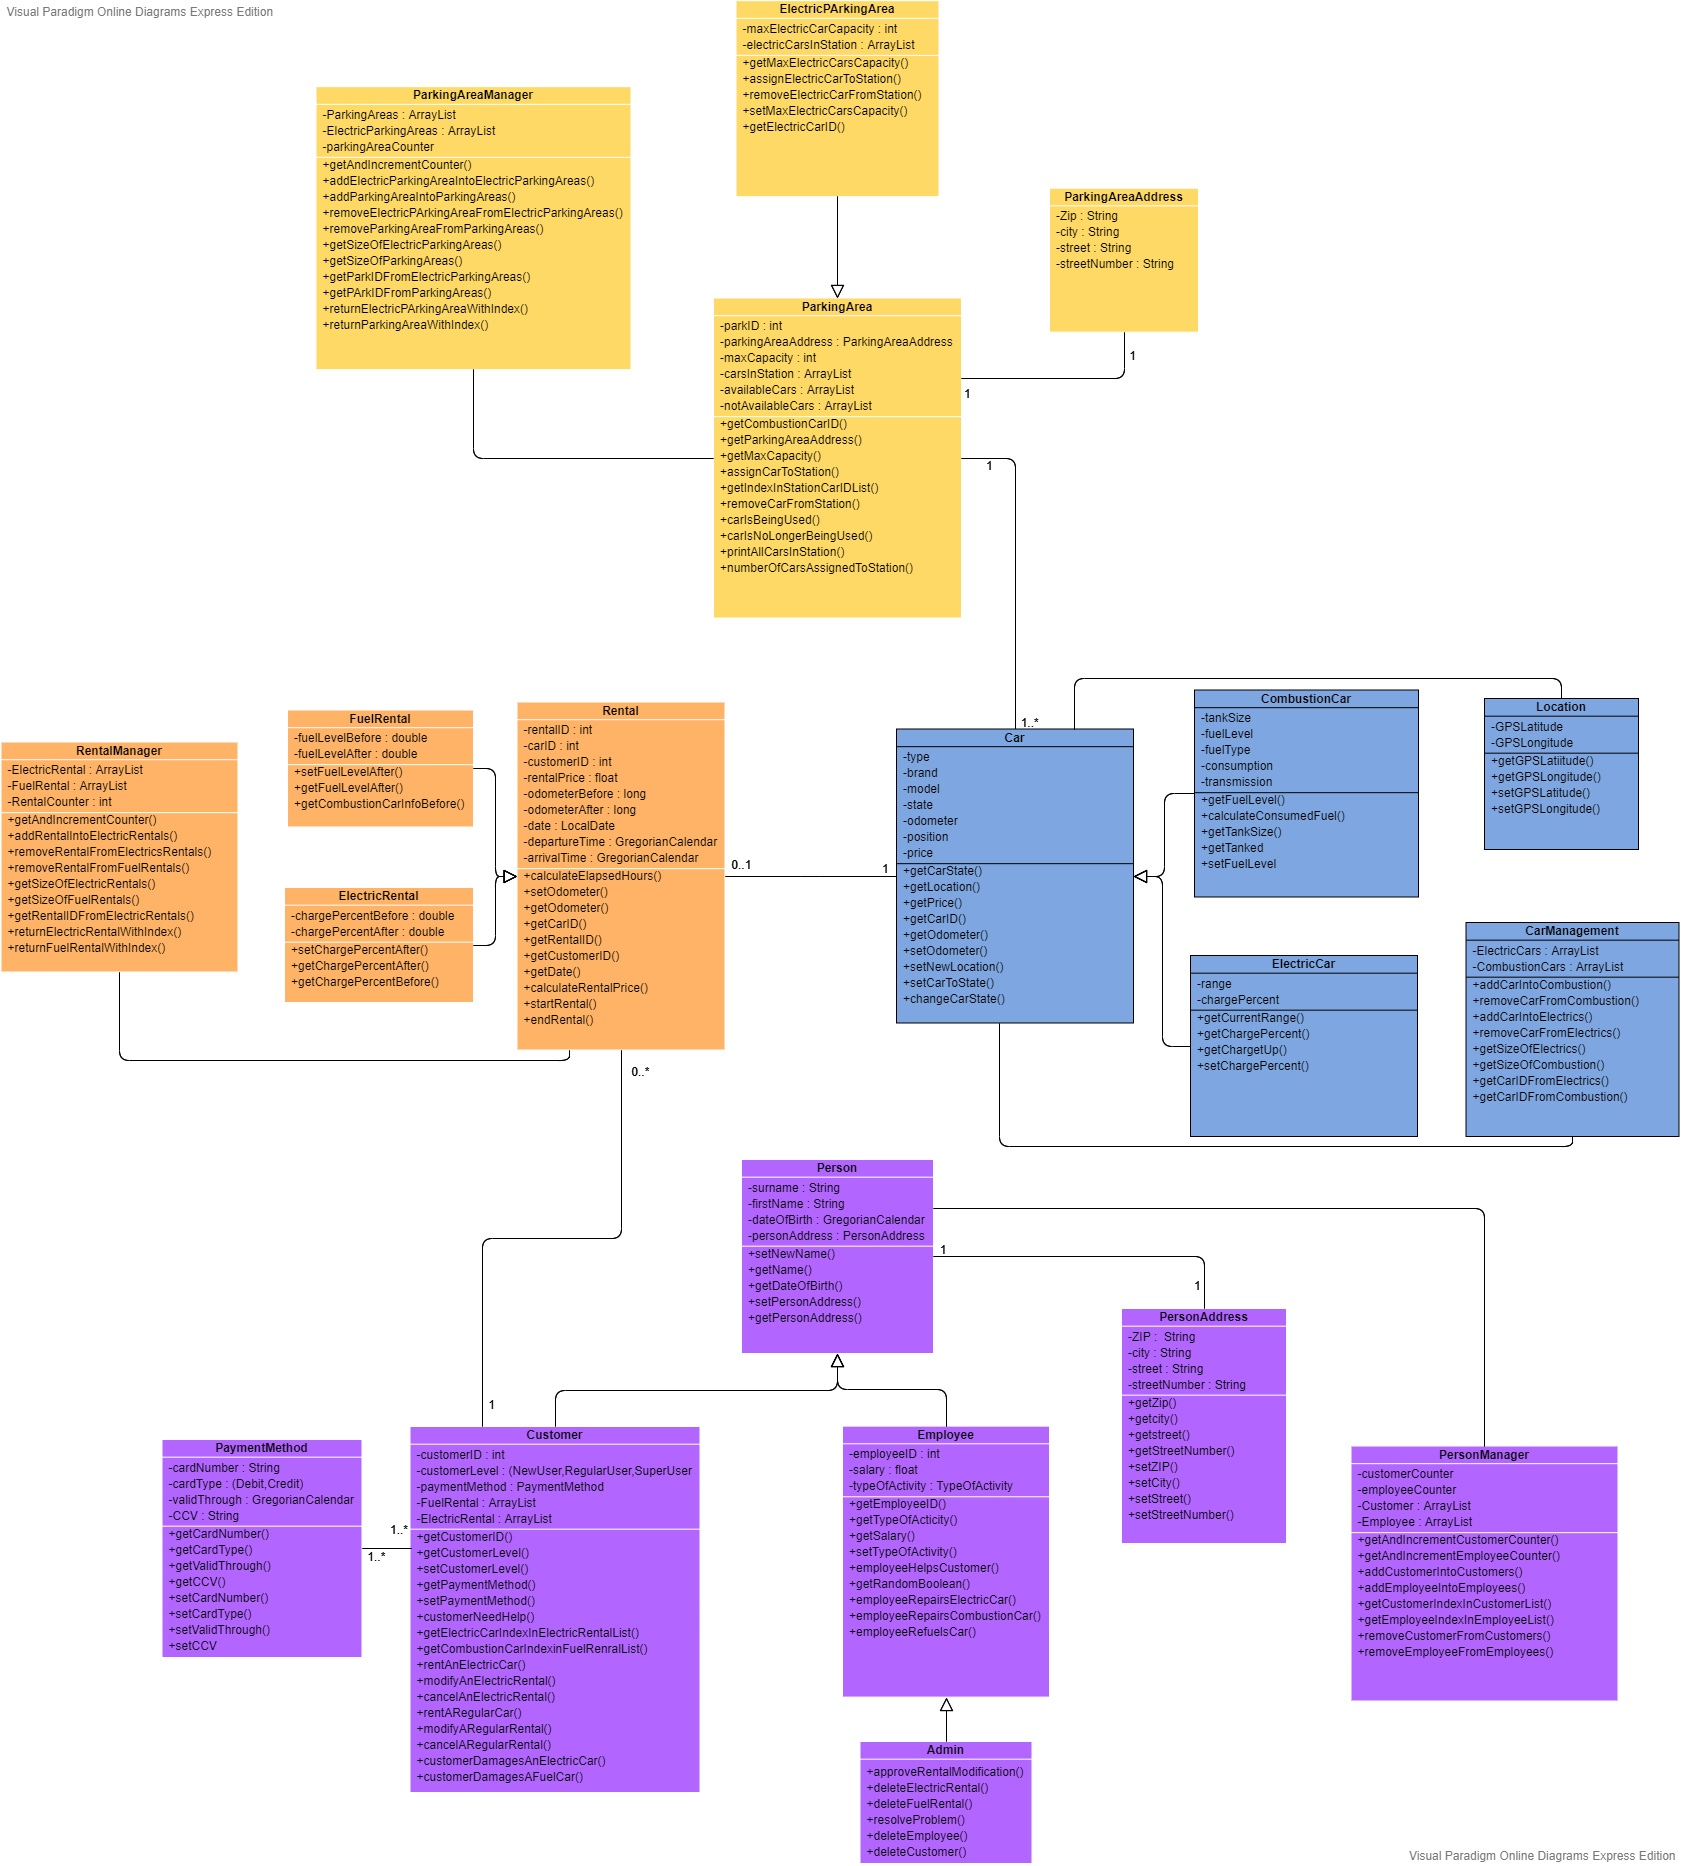 Visual Paradigm Online Diagrams Express Edition
ElectricPArkingArea
-maxElectricCarCapacity : int
-electricCarsInStation : ArrayList
+getMaxElectricCarsCapacity()
+assignElectricCarToStation()
+removeElectricCarFromStation()
+setMaxElectricCarsCapacity()
+getElectricCarID()
ParkingAreaManager
-ParkingAreas : ArrayList
-ElectricParkingAreas : ArrayList
-parkingAreaCounter
+getAndIncrementCounter()
+addElectricParkingAreaIntoElectricParkingAreas()
+addParkingAreaIntoParkingAreas()
+removeElectricPArkingAreaFromElectricParkingAreas()
+removeParkingAreaFromParkingAreas()
+getSizeOfElectricParkingAreas()
+getSizeOfParkingAreas()
+getParkIDFromElectricParkingAreas()
+getPArkIDFromParkingAreas()
+returnElectricPArkingAreaWithIndex()
+returnParkingAreaWithIndex()
ParkingAreaAddress
-Zip : String
-city : String
-street : String
-streetNumber : String
1
1
ParkingArea
-parkID : int
-parkingAreaAddress : ParkingAreaAddress
-maxCapacity : int
-carsInStation : ArrayList
-availableCars : ArrayList
-notAvailableCars : ArrayList
+getCombustionCarID()
+getParkingAreaAddress()
+getMaxCapacity()
+assignCarToStation()
+getIndexInStationCarIDList()
+removeCarFromStation()
+carIsBeingUsed()
+carIsNoLongerBeingUsed()
+printAllCarsInStation()
+numberOfCarsAssignedToStation()
1
1..*
RentalManager
-ElectricRental : ArrayList
-FuelRental : ArrayList
-RentalCounter : int
+getAndIncrementCounter()
+addRentalIntoElectricRentals()
+removeRentalFromElectricsRentals()
+removeRentalFromFuelRentals()
+getSizeOfElectricRentals()
+getSizeOfFuelRentals()
+getRentalIDFromElectricRentals()
+returnElectricRentalWithIndex()
+returnFuelRentalWithIndex()
FuelRental
-fuelLevelBefore : double
-fuelLevelAfter : double
+setFuelLevelAfter()
+getFuelLevelAfter()
+getCombustionCarInfoBefore()
ElectricRental
-chargePercentBefore : double
-chargePercentAfter : double
+setChargePercentAfter()
+getChargePercentAfter()
+getChargePercentBefore()
Rental
-rentalID : int
-carID : int
-customerID : int
-rentalPrice : float
-odometerBefore : long
-odometerAfter : long
-date : LocalDate
-departureTime : GregorianCalendar
-arrivalTime : GregorianCalendar
+calculateElapsedHours()
+setOdometer()
+getOdometer()
+getCarID()
+getRentalID()
+getCustomerID()
+getDate()
+calculateRentalPrice()
+startRental()
+endRental()
0..1
1
0..*
Car
-type
-brand
-model
-state
-odometer
-position
-price
+getCarState()
+getLocation()
+getPrice()
+getCarID()
+getOdometer()
+setOdometer()
+setNewLocation()
+setCarToState()
+changeCarState()
CombustionCar
-tankSize
-fuelLevel
-fuelType
-consumption
-transmission
+getFuelLevel()
+calculateConsumedFuel()
+getTankSize()
+getTanked
+setFuelLevel
Location
-GPSLatitude
-GPSLongitude
+getGPSLatiitude()
+getGPSLongitude()
+setGPSLatitude()
+setGPSLongitude()
ElectricCar
-range
-chargePercent
+getCurrentRange()
+getChargePercent()
+getChargetUp()
+setChargePercent()
CarManagement
-ElectricCars : ArrayList
-CombustionCars : ArrayList
+addCarIntoCombustion()
+removeCarFromCombustion()
+addCarIntoElectrics()
+removeCarFromElectrics()
+getSizeOfElectrics()
+getSizeOfCombustion()
+getCarIDFromElectrics()
+getCarIDFromCombustion()
Person
-surname : String
-firstName : String
-dateOfBirth : GregorianCalendar
-personAddress : PersonAddress
+setNewName()
+getName()
+getDateOfBirth()
+setPersonAddress()
+getPersonAddress()
1
1
PersonAddress
-ZIP :  String
-city : String
-street : String
-streetNumber : String
+getZip()
+getcity()
+getstreet()
+getStreetNumber()
+setZIP()
+setCity()
+setStreet()
+setStreetNumber()
1
PaymentMethod
-cardNumber : String
-cardType : (Debit,Credit)
-validThrough : GregorianCalendar
-CCV : String
+getCardNumber()
+getCardType()
+getValidThrough()
+getCCV()
+setCardNumber()
+setCardType()
+setValidThrough()
+setCCV
1..*
1..*
Customer
-customerID : int
-customerLevel : (NewUser,RegularUser,SuperUser
-paymentMethod : PaymentMethod
-FuelRental : ArrayList
-ElectricRental : ArrayList
+getCustomerID()
+getCustomerLevel()
+setCustomerLevel()
+getPaymentMethod()
+setPaymentMethod()
+customerNeedHelp()
+getElectricCarIndexInElectricRentalList()
+getCombustionCarIndexinFuelRenralList()
+rentAnElectricCar()
+modifyAnElectricRental()
+cancelAnElectricRental()
+rentARegularCar()
+modifyARegularRental()
+cancelARegularRental()
+customerDamagesAnElectricCar()
+customerDamagesAFuelCar()
Employee
-employeeID : int
-salary : float
-typeOfActivity : TypeOfActivity
+getEmployeeID()
+getTypeOfActicity()
+getSalary()
+setTypeOfActivity()
+employeeHelpsCustomer()
+getRandomBoolean()
+employeeRepairsElectricCar()
+employeeRepairsCombustionCar()
+employeeRefuelsCar()
PersonManager
-customerCounter
-employeeCounter
-Customer : ArrayList
-Employee : ArrayList
+getAndIncrementCustomerCounter()
+getAndIncrementEmployeeCounter()
+addCustomerIntoCustomers()
+addEmployeeIntoEmployees()
+getCustomerIndexInCustomerList()
+getEmployeeIndexInEmployeeList()
+removeCustomerFromCustomers()
+removeEmployeeFromEmployees()
Admin
+approveRentalModification()
+deleteElectricRental()
+deleteFuelRental()
+resolveProblem()
+deleteEmployee()
+deleteCustomer()
Visual Paradigm Online Diagrams Express Edition